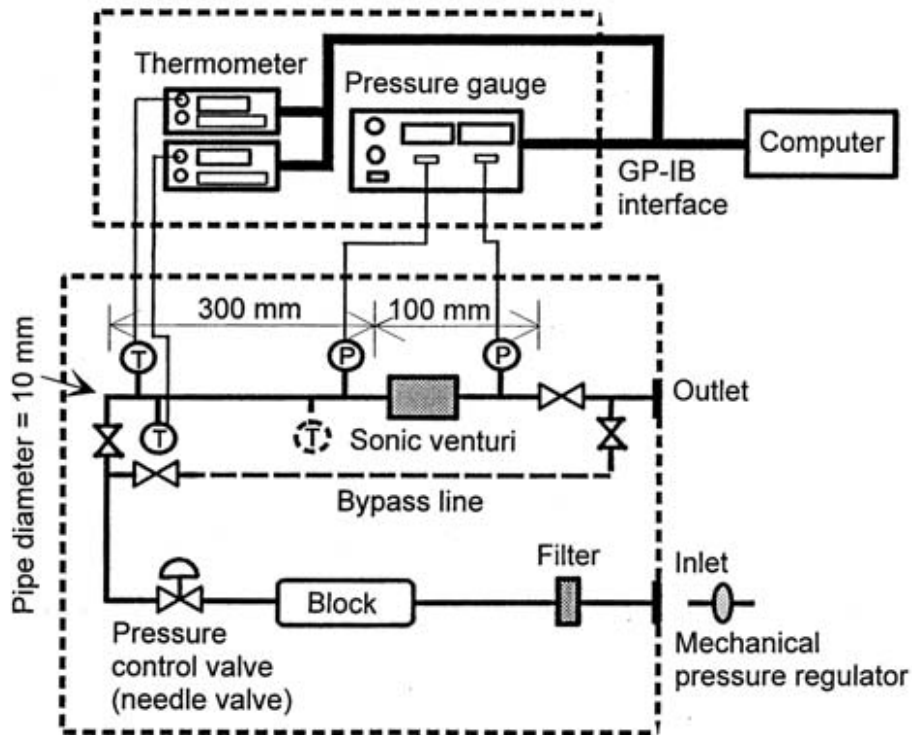 Thermometer
Pressure gauge
Computer
GP-IB
interface
300 mm
100 mm
T
P
P
Pipe diameter = 10 mm
Outlet
T
T
Sonic venturi
Bypass line
Filter
Inlet
Block
Mechanical
pressure regulator
Pressure
control valve
(needle valve)